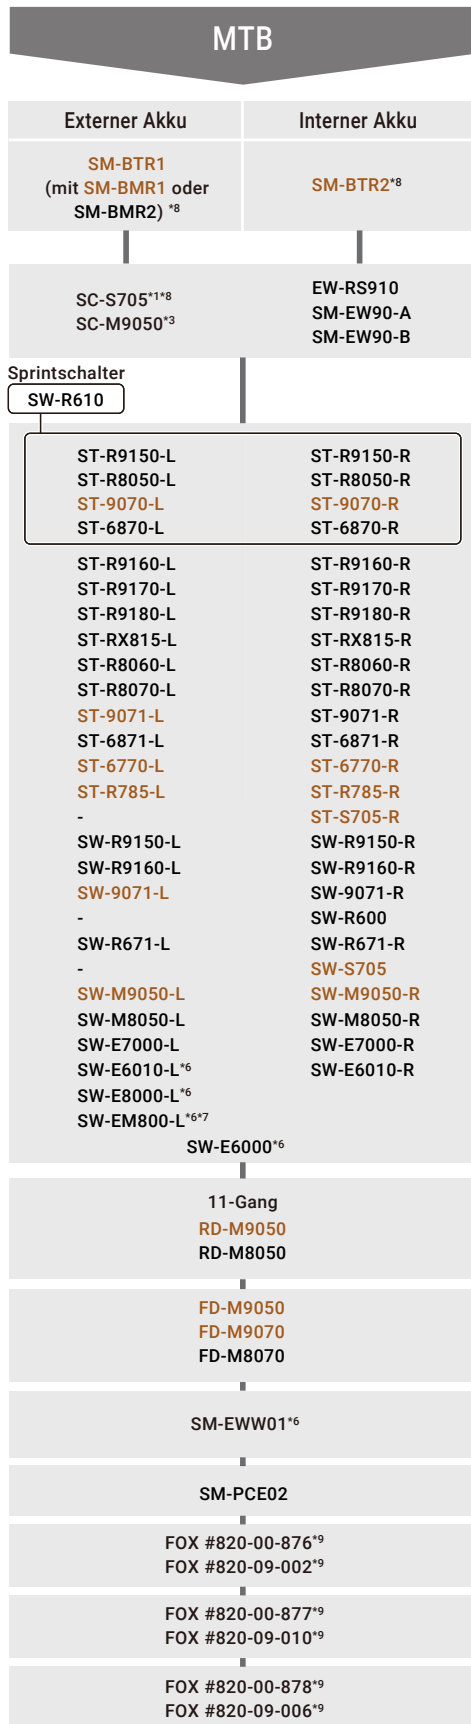 MTB
Externer Akku Interner Akku
SM-BTR1
(mit SM-BMR1 oder
SM-BMR2) *8
SM-BTR2*8
SC-S705*1*8
SC-M9050*3
EW-RS910
SM-EW90-A
SM-EW90-B
Sprintschalter
SW-R610
ST-R9150-L ST-R9150-R
ST-R8050-L ST-R8050-R
ST-9070-L ST-9070-R
ST-6870-L ST-6870-R
ST-R9160-L ST-R9160-R
ST-R9170-L ST-R9170-R
ST-R9180-L ST-R9180-R
ST-RX815-L ST-RX815-R
ST-R8060-L ST-R8060-R
ST-R8070-L ST-R8070-R
ST-9071-L ST-9071-R
ST-6871-L ST-6871-R
ST-6770-L ST-6770-R
ST-R785-L ST-R785-R
- ST-S705-R
SW-R9150-L SW-R9150-R
SW-R9160-L SW-R9160-R
SW-9071-L SW-9071-R
- SW-R600
SW-R671-L SW-R671-R
- SW-S705
SW-M9050-L SW-M9050-R
SW-M8050-L SW-M8050-R
SW-E7000-L SW-E7000-R
SW-E6010-L*6 SW-E6010-R
SW-E8000-L*6
SW-EM800-L*6*7
SW-E6000*6
11-Gang
RD-M9050
RD-M8050
FD-M9050
FD-M9070
FD-M8070
SM-EWW01*6
SM-PCE02
FOX #820-00-876*9
FOX #820-09-002*9
FOX #820-00-877*9
FOX #820-09-010*9
FOX #820-00-878*9
FOX #820-09-006*9